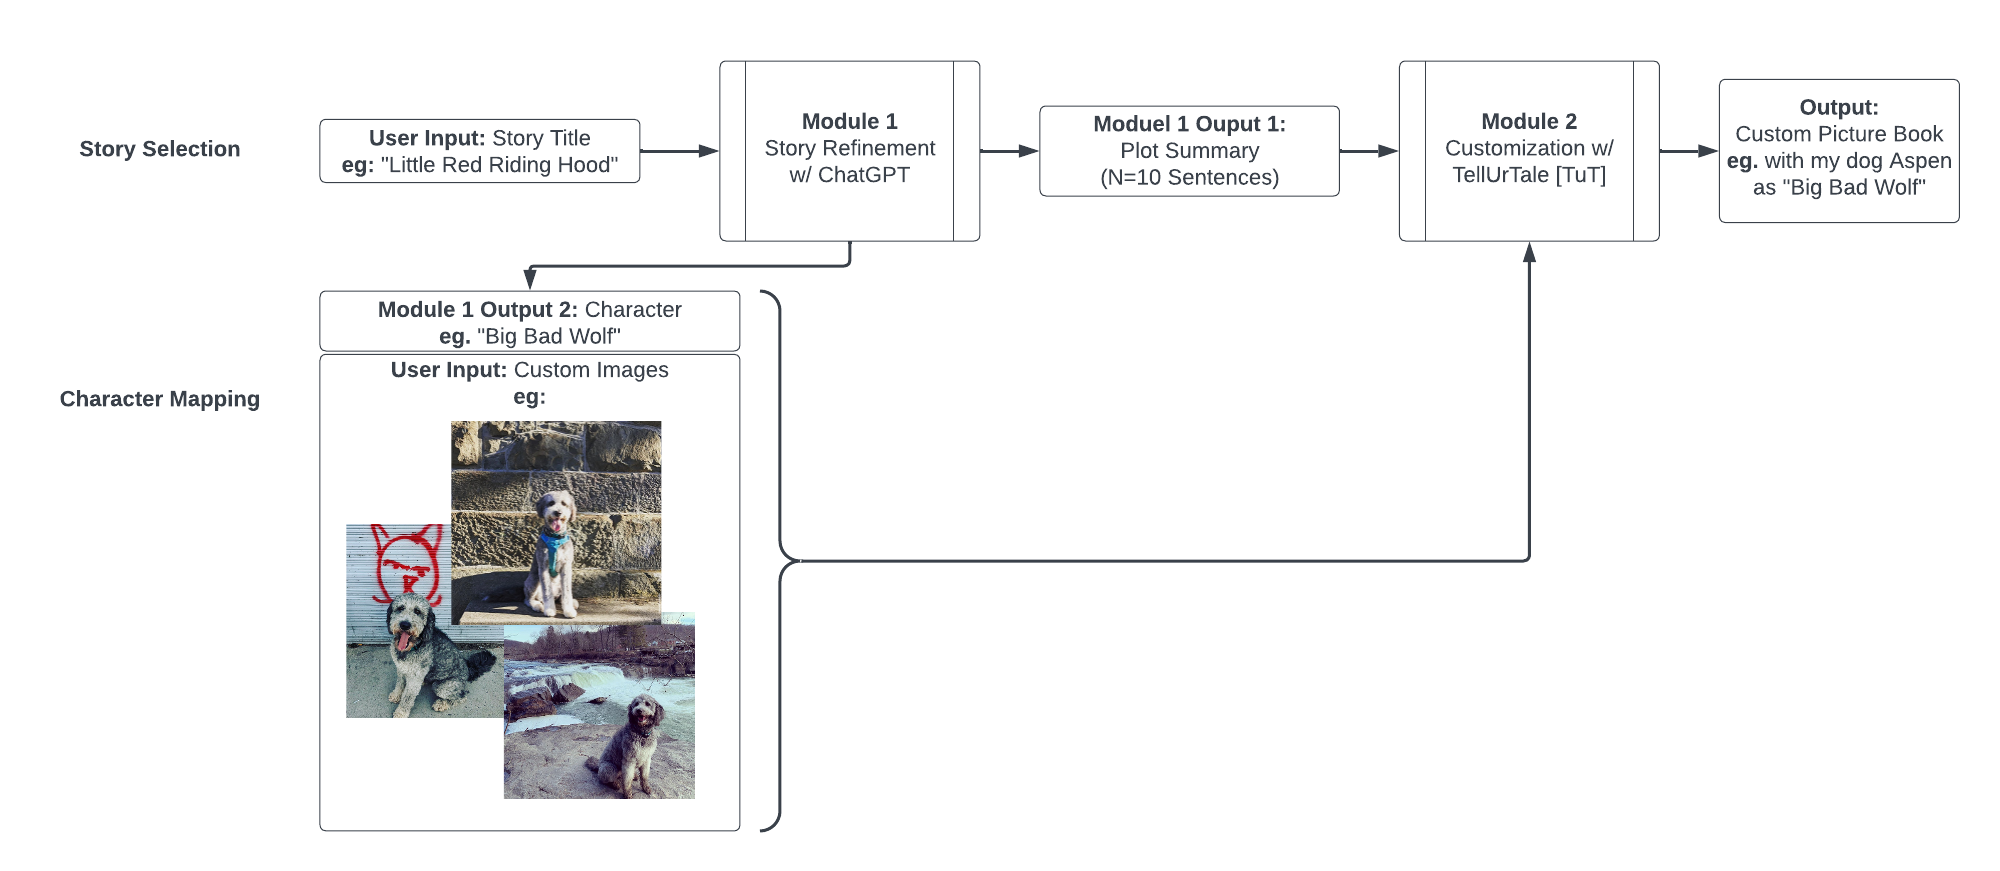 Story Selection
User Input: Story Title
eg: "Little Red Riding Hood"
Module 1
Story Refinement
w/ ChatGPT
Moduel 1 Ouput 1:
Plot Summary
(N=10 Sentences)
Module 2
Customization w/
TellUrTale [TuT]
Output:
Custom Picture Book
eg. with my dog Aspen
as "Big Bad Wolf"
Character Mapping
Module 1 Output 2: Character
eg. "Big Bad Wolf"
User Input: Custom Images
eg: